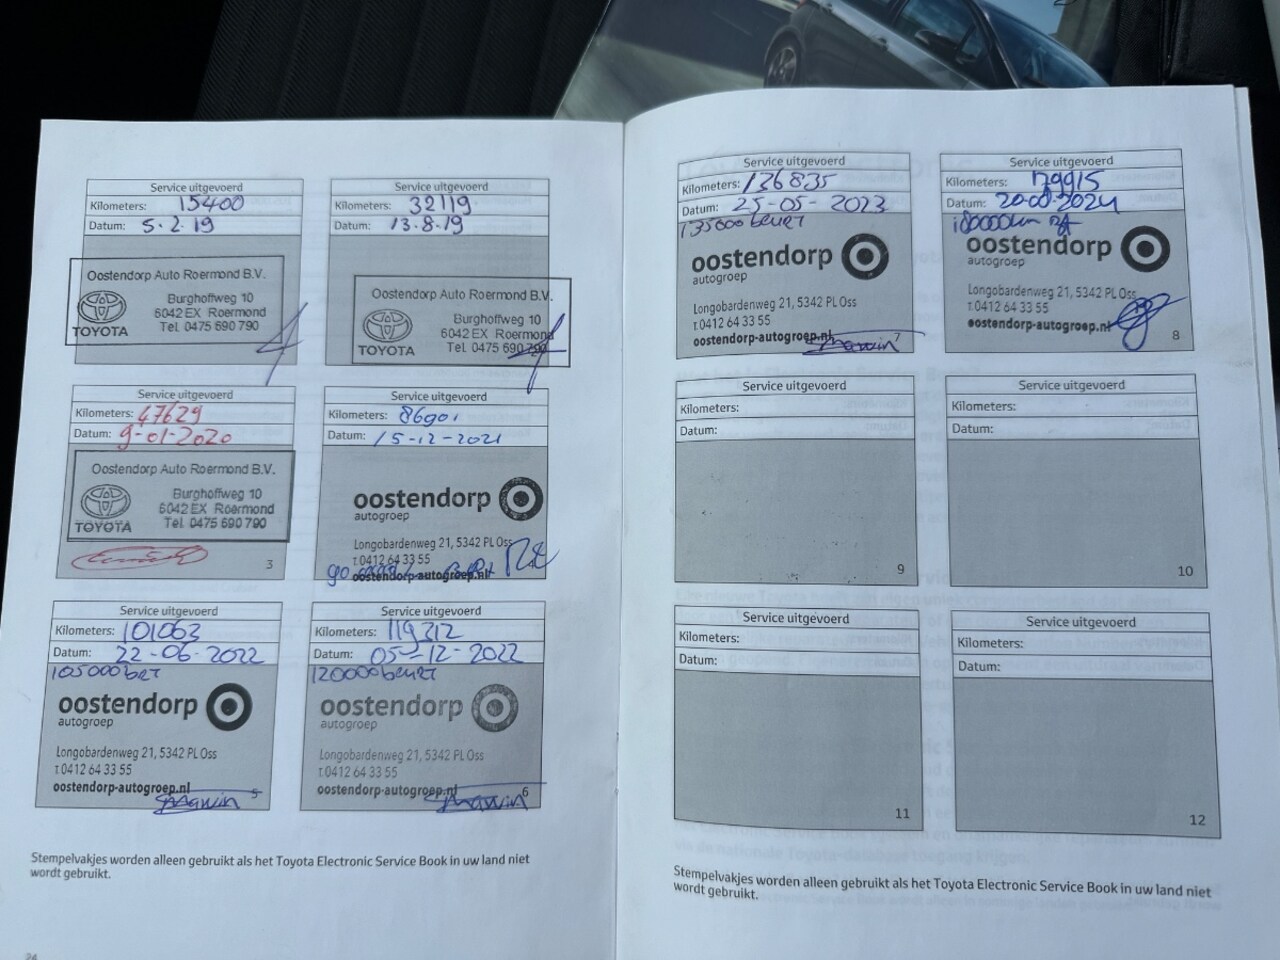 Service uitgevoerd
Kilometers: 15400
Datum: 5.2.19
Oostendorp Auto Roermond B.V.
Burghoffweg 10
6042 EX Roermond
TOYOTA
Tel. 0475 690 790
Service uitgevoerd
Kilometers: 32119
Datum: 13.8.19
Oostendorp Auto Roermond B.V.
Burghoffweg 10
6042 EX Roermond
TOYOTA
Tel. 0475 690 790
Service uitgevoerd
Kilometers: 47629
Datum: 9-01-2020
Oostendorp Auto Roermond B.V.
Burghoffweg 10
6042 EX Roermond
TOYOTA
Tel. 0475 690 790
3
Service uitgevoerd
Kilometers: 86901
Datum: 15-12-2021
oostendorp
autogroep
Longobardenweg 21, 5342 PL Oss
t 0412 64 33 55
oostendorp-autogroep.nl
Service uitgevoerd
Kilometers: 101063
Datum: 22-06-2022
105000 brt
oostendorp
autogroep
Longobardenweg 21, 5342 PL Oss
t 0412 64 33 55
oostendorp-autogroep.nl
5
Service uitgevoerd
Kilometers: 119312
Datum: 05-12-2022
120000 beurt
oostendorp
autogroep
Longobardenweg 21, 5342 PL Oss
t 0412 64 33 55
oostendorp-autogroep.nl
6
Stempelvakjes worden alleen gebruikt als het Toyota Electronic Service Book in uw land niet
wordt gebruikt.
24
Service uitgevoerd
Kilometers: 136835
Datum: 25-05-2023
135000 beurt
oostendorp
autogroep
Longobardenweg 21, 5342 PL Oss
t 0412 64 33 55
oostendorp-autogroep.nl
7
Service uitgevoerd
Kilometers: 179915
Datum: 20-08-2024
180000km
oostendorp
autogroep
Longobardenweg 21, 5342 PL Oss
t 0412 64 33 55
oostendorp-autogroep.nl
8
Service uitgevoerd
Kilometers:
Datum:
9
Service uitgevoerd
Kilometers:
Datum:
10
Service uitgevoerd
Kilometers:
Datum:
11
Service uitgevoerd
Kilometers:
Datum:
12
Stempelvakjes worden alleen gebruikt als het Toyota Electronic Service Book in uw land niet
wordt gebruikt.